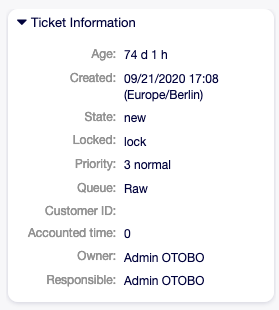 Ticket Information
Age: 74 d 1 h
Created: 09/21/2020 17:08
(Europe/Berlin)
State: new
Locked: lock
Priority: 3 normal
Queue: Raw
Customer ID:
Accounted time: 0
Owner: Admin OTOBO
Responsible: Admin OTOBO